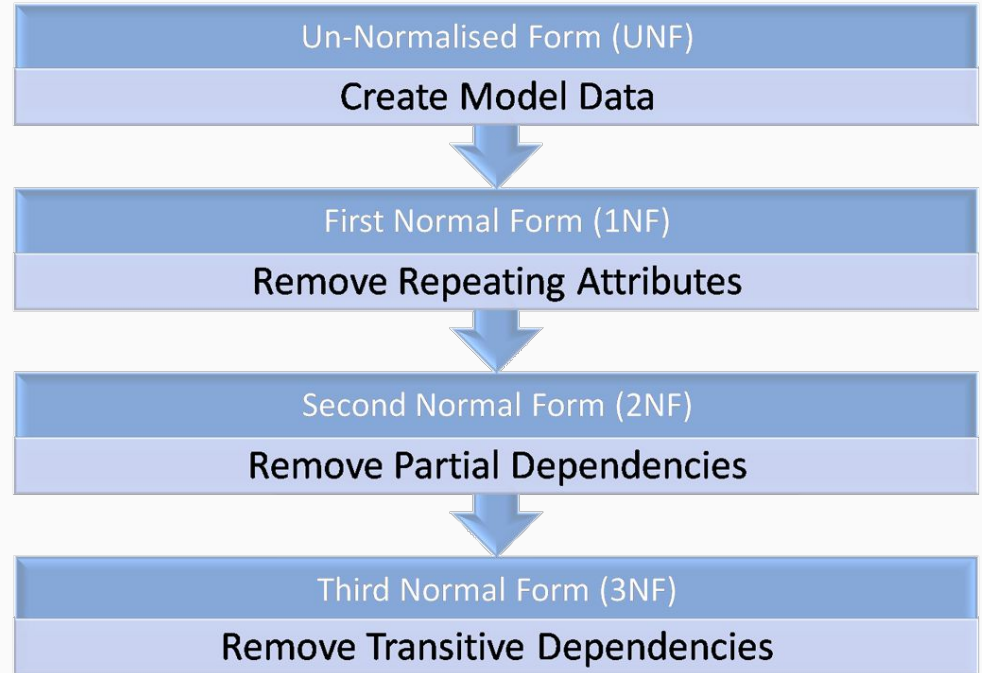 Un-Normalised Form (UNF)
Create Model Data
First Normal Form (1NF)
Remove Repeating Attributes
Second Normal Form (2NF)
Remove Partial Dependencies
Third Normal Form (3NF)
Remove Transitive Dependencies